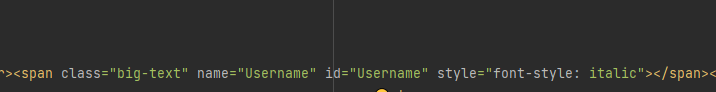 r><span class="big-text" name="Username" id="Username" style="font-style: italic"></span><